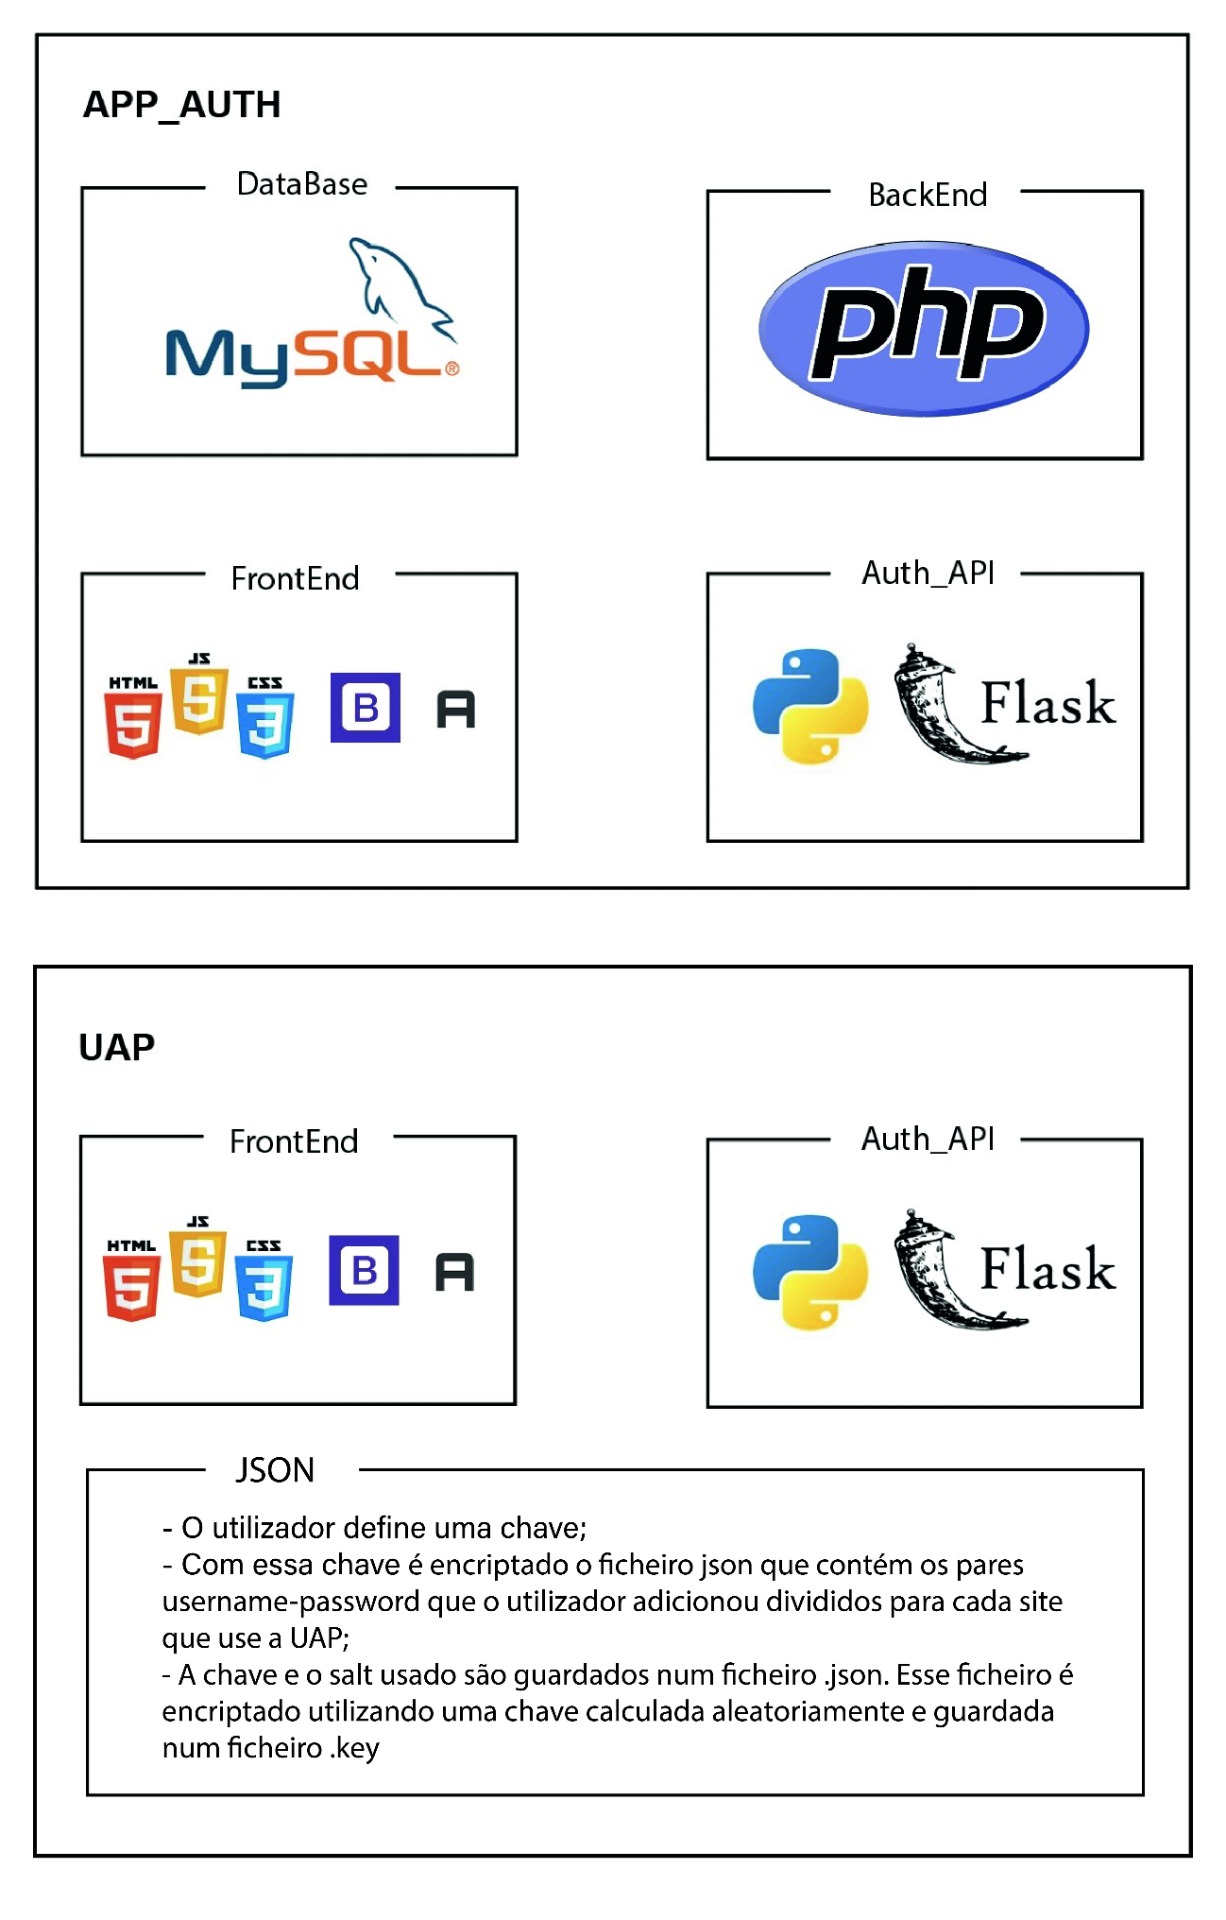 APP_AUTH
DataBase
BackEnd
MySQL®
php
FrontEnd
Auth_API
HTML
JS
CSS
5
5
3
B
A
Flask
UAP
FrontEnd
Auth_API
HTML
JS
CSS
5
5
3
B
A
Flask
JSON
- O utilizador define uma chave;
- Com essa chave é encriptado o ficheiro json que contém os pares
username-password que o utilizador adicionou divididos para cada site
que use a UAP;
- A chave e o salt usado são guardados num ficheiro .json. Esse ficheiro é
encriptado utilizando uma chave calculada aleatoriamente e guardada
num ficheiro .key